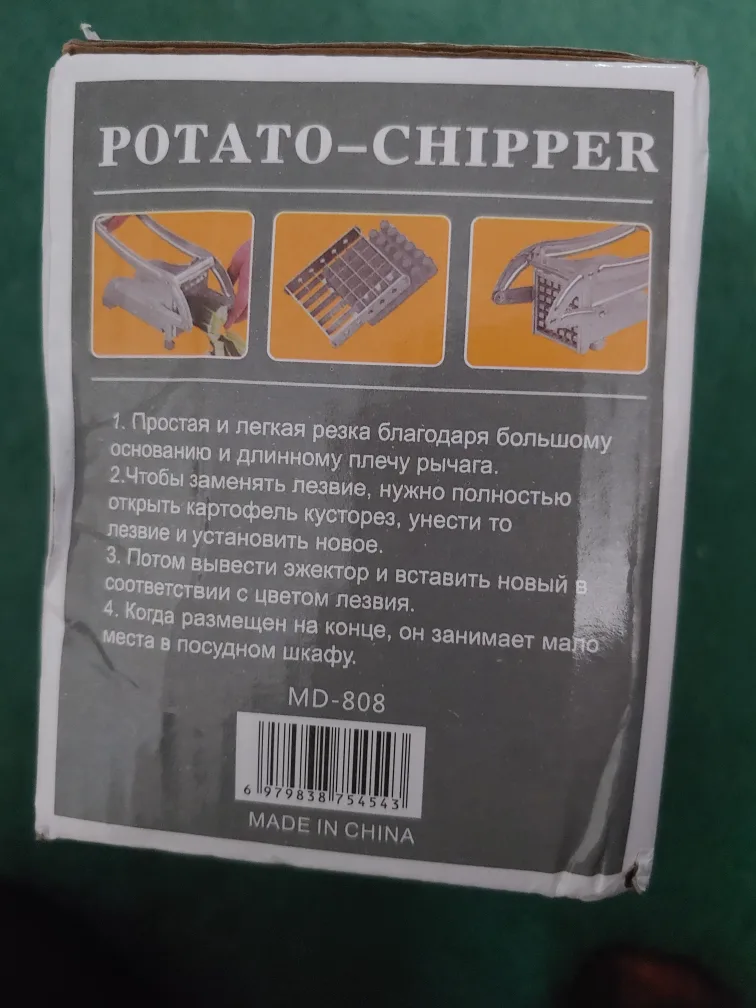 POTATO-CHIPPER
1. Простая и легкая резка благодаря большому
основанию и длинному плечу рычага.
2.Чтобы заменять лезвие, нужно полностью
открыть картофель кусторез, унести то
лезвие и установить новое.
3. Потом вывести эжектор и вставить новый в
соответствии с цветом лезвия.
4. Когда размещен на конце, он занимает мало
места в посудном шкафу.
MD-808
6 979838 754543
MADE IN CHINA